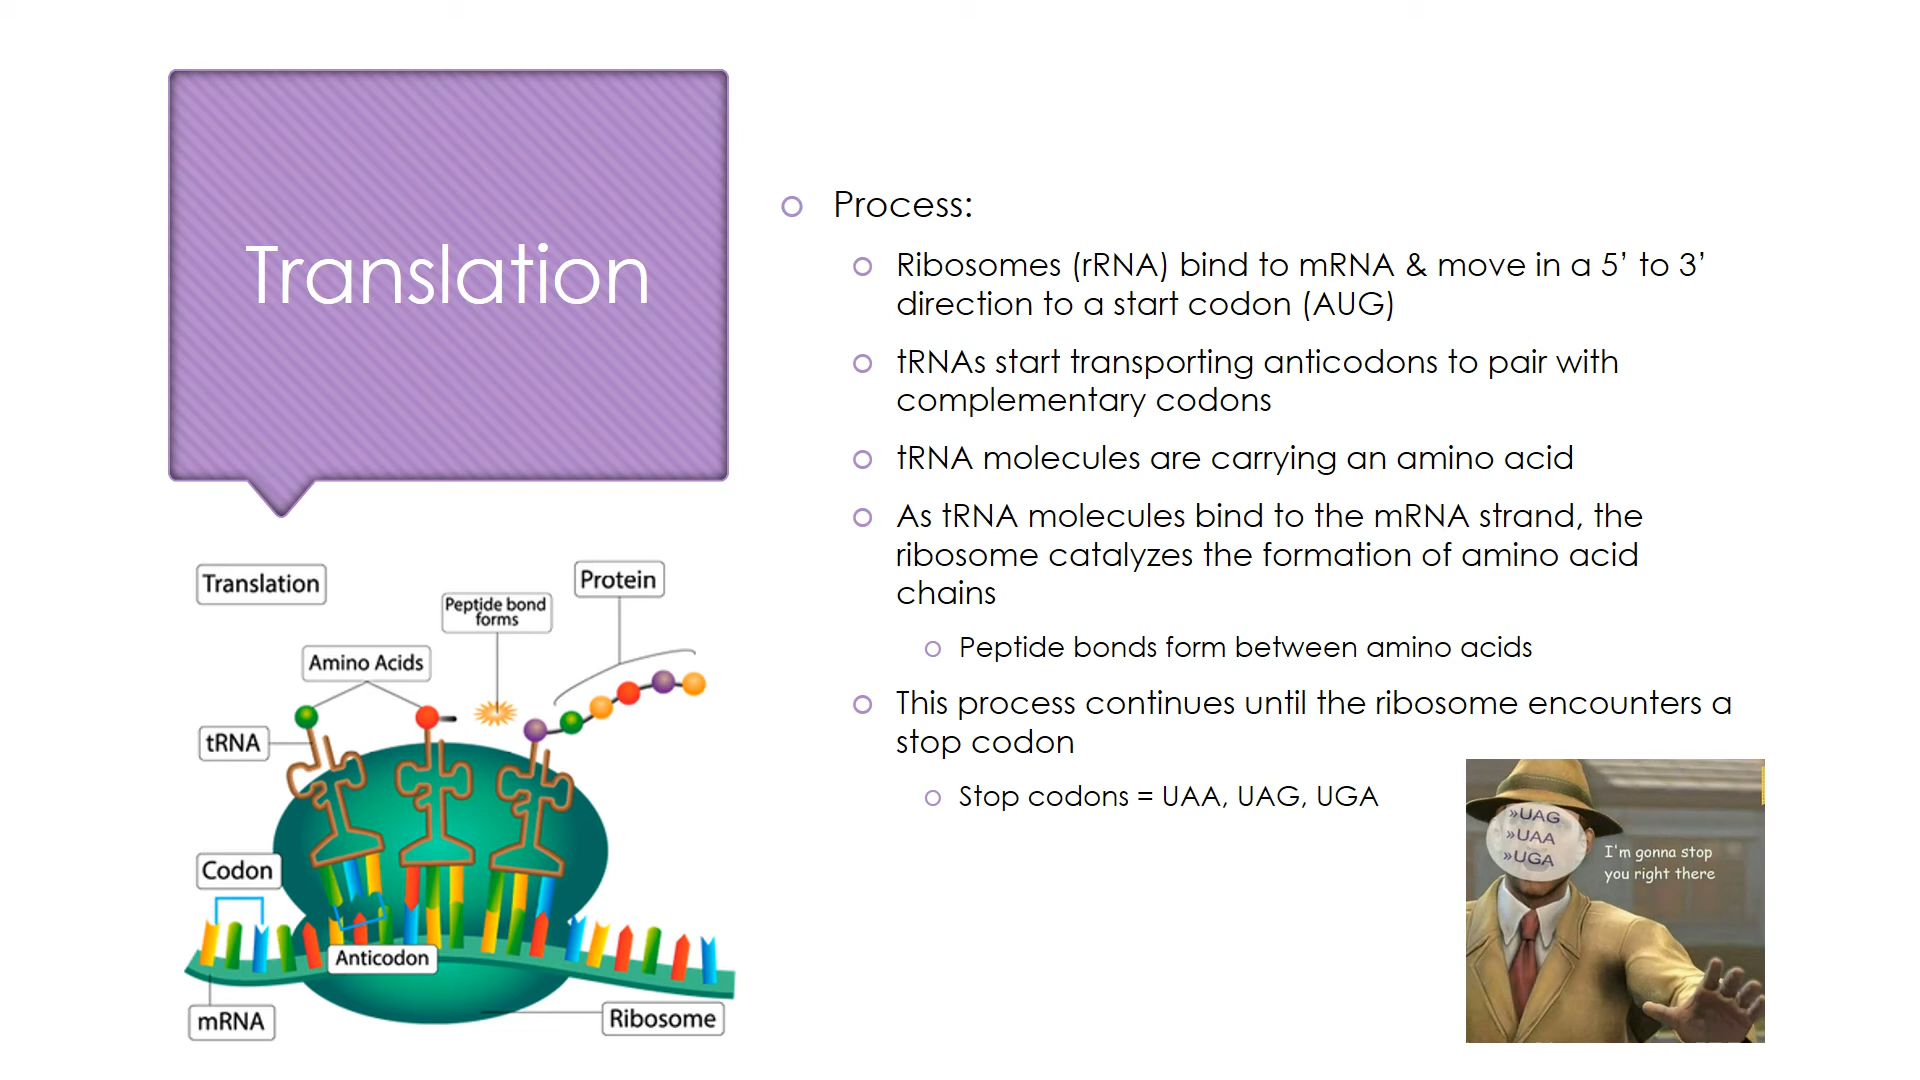 Translation
Process:
Ribosomes (rRNA) bind to mRNA & move in a 5’ to 3’
direction to a start codon (AUG)
tRNAs start transporting anticodons to pair with
complementary codons
tRNA molecules are carrying an amino acid
As tRNA molecules bind to the mRNA strand, the
ribosome catalyzes the formation of amino acid
chains
Peptide bonds form between amino acids
This process continues until the ribosome encounters a
stop codon
Stop codons = UAA, UAG, UGA
Translation
Protein
Peptide bond
forms
Amino Acids
tRNA
Codon
Anticodon
mRNA
Ribosome
»UAG
»UAA
»UGA
I'm gonna stop
you right there